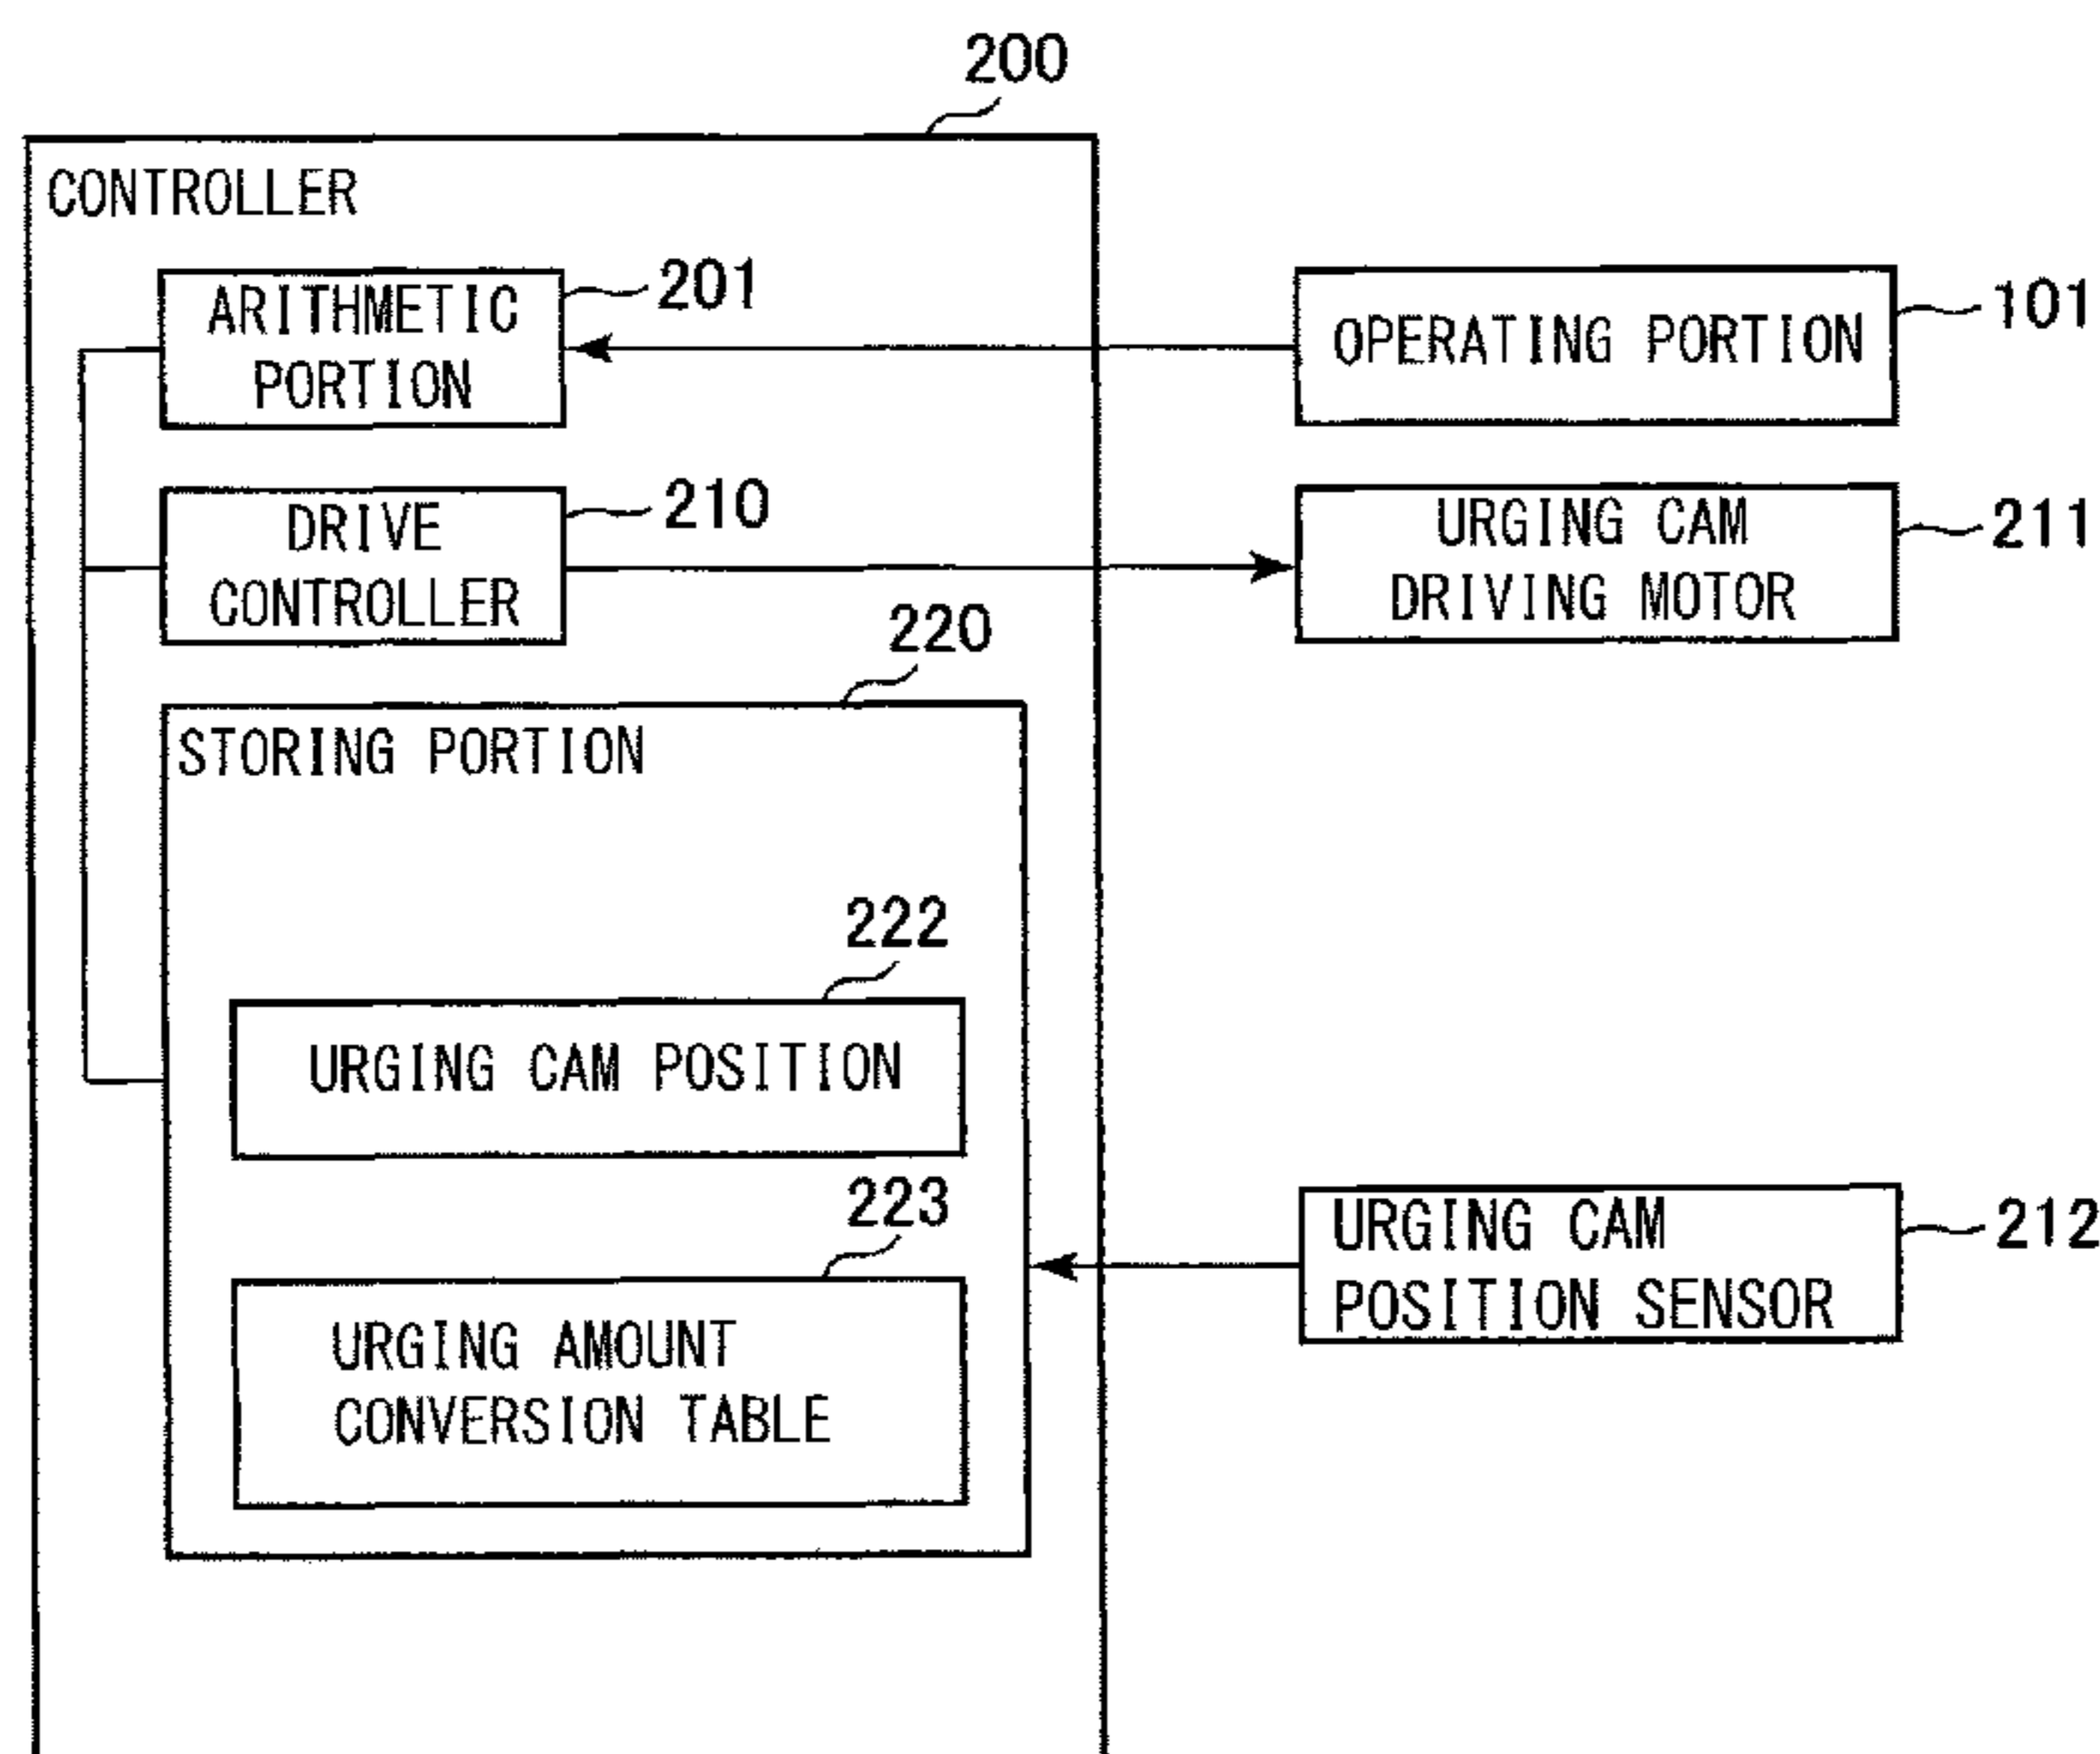 200
CONTROLLER
ARITHMETIC
PORTION
201
OPERATING PORTION
101
DRIVE
CONTROLLER
210
URGING CAM
DRIVING MOTOR
211
220
STORING PORTION
222
URGING CAM POSITION
223
URGING AMOUNT
CONVERSION TABLE
URGING CAM
POSITION SENSOR
212